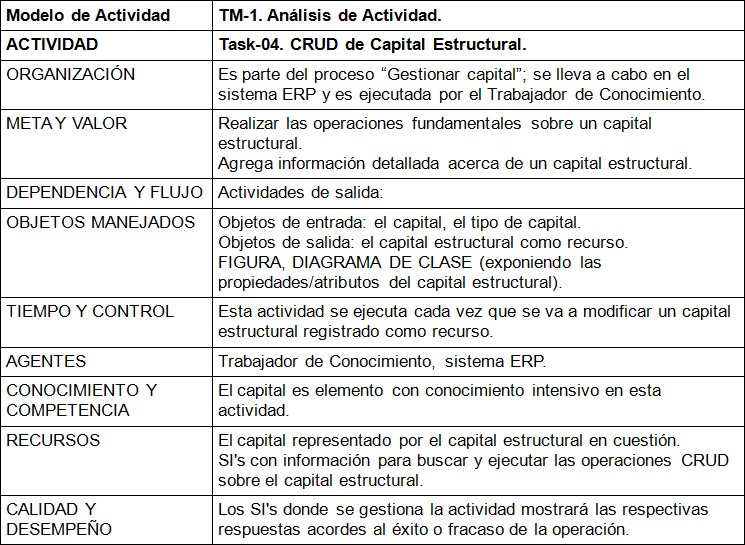 Modelo de Actividad
TM-1. Análisis de Actividad.
ACTIVIDAD
Task-04. CRUD de Capital Estructural.
ORGANIZACIÓN
Es parte del proceso “Gestionar capital”; se lleva a cabo en el
sistema ERP y es ejecutada por el Trabajador de Conocimiento.
META Y VALOR
Realizar las operaciones fundamentales sobre un capital
estructural.
Agrega información detallada acerca de un capital estructural.
DEPENDENCIA Y FLUJO
Actividades de salida:
OBJETOS MANEJADOS
Objetos de entrada: el capital, el tipo de capital.
Objetos de salida: el capital estructural como recurso.
FIGURA, DIAGRAMA DE CLASE (exponiendo las
propiedades/atributos del capital estructural).
TIEMPO Y CONTROL
Esta actividad se ejecuta cada vez que se va a modificar un capital
estructural registrado como recurso.
AGENTES
Trabajador de Conocimiento, sistema ERP.
CONOCIMIENTO Y
COMPETENCIA
El capital es elemento con conocimiento intensivo en esta
actividad.
RECURSOS
El capital representado por el capital estructural en cuestión.
SI's con información para buscar y ejecutar las operaciones CRUD
sobre el capital estructural.
CALIDAD Y
DESEMPEÑO
Los SI's donde se gestiona la actividad mostrará las respectivas
respuestas acordes al éxito o fracaso de la operación.